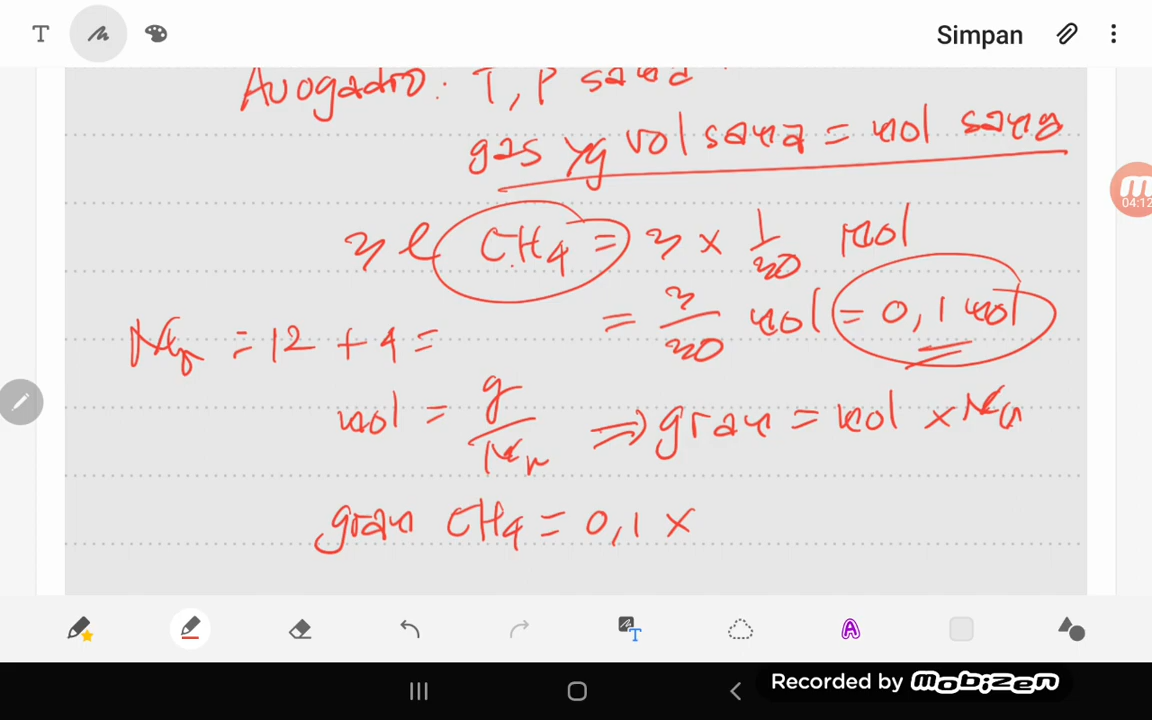 T Simpan
Avogadro : T, P sama
gas yg vol sama = mol sama
04:12
3 l CH4 = 3 × 1/30 mol
= 3/30 mol = 0,1 mol
Mr = 12 + 4 =
mol = g/Mr ⇒ gram = mol × Mr
gram CH4 = 0,1 ×
T A
Recorded by mobizen